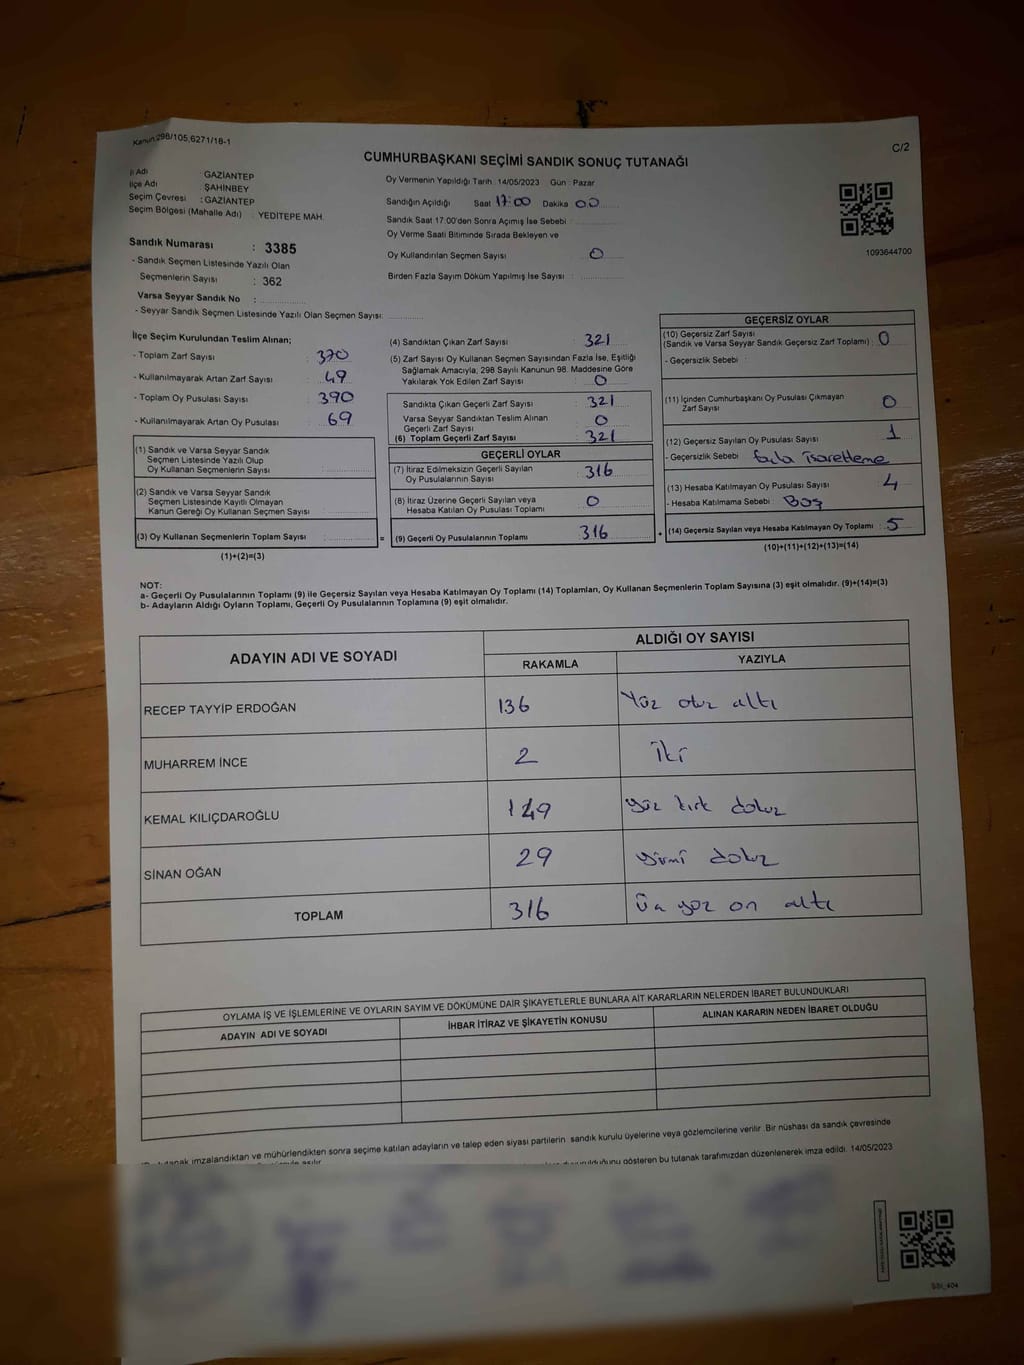 Kanun:298/105,6271/18-1
C/2
CUMHURBAŞKANI SEÇİMİ SANDIK SONUÇ TUTANAĞI
İl Adı : GAZİANTEP
İlçe Adı : ŞAHİNBEY
Seçim Çevresi : GAZİANTEP
Seçim Bölgesi (Mahalle Adı) : YEDİTEPE MAH.
Sandık Numarası : 3385
- Sandık Seçmen Listesinde Yazılı Olan
Seçmenlerin Sayısı : 362
Varsa Seyyar Sandık No :
- Seyyar Sandık Seçmen Listesinde Yazılı Olan Seçmen Sayısı:
Oy Vermenin Yapıldığı Tarih : 14/05/2023 Gün : Pazar
Sandığın Açıldığı Saat 17:00 Dakika 00
Sandık Saat 17:00'den Sonra Açımış İse Sebebi :
Oy Verme Saati Bitiminde Sırada Bekleyen ve
Oy Kullandırılan Seçmen Sayısı : 0
Birden Fazla Sayım Döküm Yapılmış İse Sayısı :
1093644700
İlçe Seçim Kurulundan Teslim Alınan;
- Toplam Zarf Sayısı : 370
- Kullanılmayarak Artan Zarf Sayısı : 49
- Toplam Oy Pusulası Sayısı : 390
- Kullanılmayarak Artan Oy Pusulası : 69
(1) Sandık ve Varsa Seyyar Sandık
Seçmen Listesinde Yazılı Olup
Oy Kullanan Seçmenlerin Sayısı :
(2) Sandık ve Varsa Seyyar Sandık
Seçmen Listesinde Kayıtlı Olmayan
Kanun Gereği Oy Kullanan Seçmen Sayısı :
(3) Oy Kullanan Seçmenlerin Toplam Sayısı :
(1)+(2)=(3)
(4) Sandıktan Çıkan Zarf Sayısı : 321
(5) Zarf Sayısı Oy Kullanan Seçmen Sayısından Fazla İse, Eşitliği
Sağlamak Amacıyla, 298 Sayılı Kanunun 98. Maddesine Göre
Yakılarak Yok Edilen Zarf Sayısı : 0
Sandıkta Çıkan Geçerli Zarf Sayısı : 321
Varsa Seyyar Sandıktan Teslim Alınan
Geçerli Zarf Sayısı : 0
(6) Toplam Geçerli Zarf Sayısı : 321
GEÇERLİ OYLAR
(7) İtiraz Edilmeksizin Geçerli Sayılan
Oy Pusulalarının Sayısı : 316
(8) İtiraz Üzerine Geçerli Sayılan veya
Hesaba Katılan Oy Pusulası Toplamı : 0
= (9) Geçerli Oy Pusulalarının Toplamı : 316
GEÇERSİZ OYLAR
(10) Geçersiz Zarf Sayısı
(Sandık ve Varsa Seyyar Sandık Geçersiz Zarf Toplamı) : 0
- Geçersizlik Sebebi :
(11) İçinden Cumhurbaşkanı Oy Pusulası Çıkmayan
Zarf Sayısı : 0
(12) Geçersiz Sayılan Oy Pusulası Sayısı : 1
- Geçersizlik Sebebi : fazla İsaretleme
(13) Hesaba Katılmayan Oy Pusulası Sayısı : 4
- Hesaba Katılmama Sebebi : Boş
+ (14) Geçersiz Sayılan veya Hesaba Katılmayan Oy Toplamı : 5
(10)+(11)+(12)+(13)=(14)
NOT:
a- Geçerli Oy Pusulalarının Toplamı (9) ile Geçersiz Sayılan veya Hesaba Katılmayan Oy Toplamı (14) Toplamları, Oy Kullanan Seçmenlerin Toplam Sayısına (3) eşit olmalıdır. (9)+(14)=(3)
b- Adayların Aldığı Oyların Toplamı, Geçerli Oy Pusulalarının Toplamına (9) eşit olmalıdır.
ADAYIN ADI VE SOYADI
ALDIĞI OY SAYISI
RAKAMLA YAZIYLA
RECEP TAYYİP ERDOĞAN 136 Yüz otuz altı
MUHARREM İNCE 2 İki
KEMAL KILIÇDAROĞLU 149 yüz kırk dokuz
SİNAN OĞAN 29 yirmi dokuz
TOPLAM 316 Üç yüz on altı
OYLAMA İŞ VE İŞLEMLERİNE VE OYLARIN SAYIM VE DÖKÜMÜNE DAİR ŞİKAYETLERLE BUNLARA AİT KARARLARIN NELERDEN İBARET BULUNDUKLARI
ADAYIN ADI VE SOYADI İHBAR İTİRAZ VE ŞİKAYETİN KONUSU ALINAN KARARIN NEDEN İBARET OLDUĞU
tutanak imzalandıktan ve mühürlendikten sonra seçime katılan adayların ve talep eden siyasi partilerin sandık kurulu üyelerine veya gözlemcilerine verilir. Bir nüshası da sandık çevresinde
gösteren bu tutanak tarafımızdan düzenlenerek imza edildi. 14/05/2023